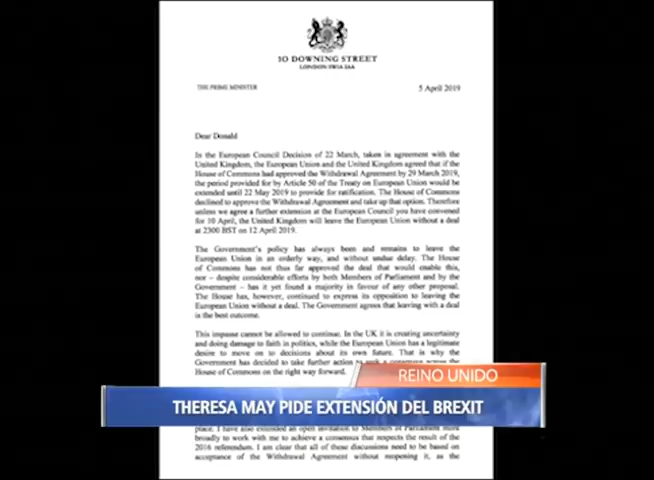 10 DOWNING STREET
LONDON SW1A 2AA
THE PRIME MINISTER
5 April 2019
Dear Donald
In the European Council Decision of 22 March, taken in agreement with the
United Kingdom, the European Union and the United Kingdom agreed that if the
House of Commons had approved the Withdrawal Agreement by 29 March 2019,
the period provided for by Article 50 of the Treaty on European Union would be
extended until 22 May 2019 to provide for ratification. The House of Commons
declined to approve the Withdrawal Agreement and take up that option. Therefore
unless we agree a further extension at the European Council you have convened
for 10 April, the United Kingdom will leave the European Union without a deal
at 2300 BST on 12 April 2019.
The Government's policy has always been and remains to leave the
European Union in an orderly way, and without undue delay. The House
of Commons has not thus far approved the deal that would enable this,
nor – despite considerable efforts by both Members of Parliament and by the
Government – has it yet found a majority in favour of any other proposal.
The House has, however, continued to express its opposition to leaving the
European Union without a deal. The Government agrees that leaving with a deal
is the best outcome.
This impasse cannot be allowed to continue. In the UK it is creating uncertainty
and doing damage to faith in politics, while the European Union has a legitimate
desire to move on to decisions about its own future. That is why the
Government has decided to take further action to seek a consensus across the
House of Commons on the right way forward.
REINO UNIDO
THERESA MAY PIDE EXTENSIÓN DEL BREXIT
place. I have also extended an open invitation to Members of Parliament more
broadly to work with me to achieve a consensus that respects the result of the
2016 referendum. I am clear that all of these discussions need to be based on
acceptance of the Withdrawal Agreement without reopening it, as the